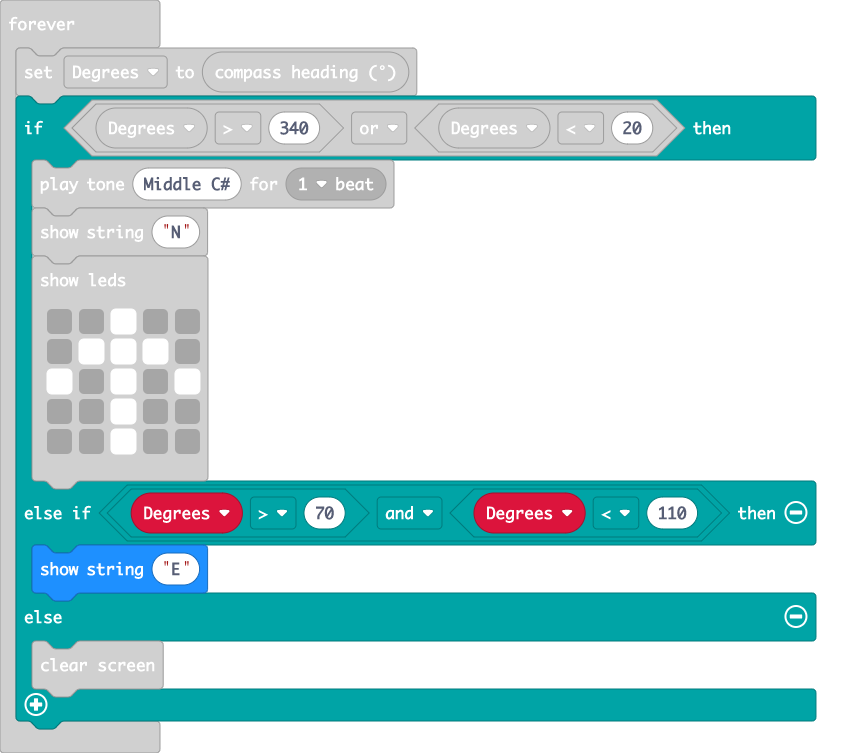 forever
set Degrees to compass heading (°)
if Degrees > 340 or Degrees < 20 then
play tone Middle C# for 1 beat
show string "N"
show leds
else if Degrees > 70 and Degrees < 110 then
show string "E"
else
clear screen